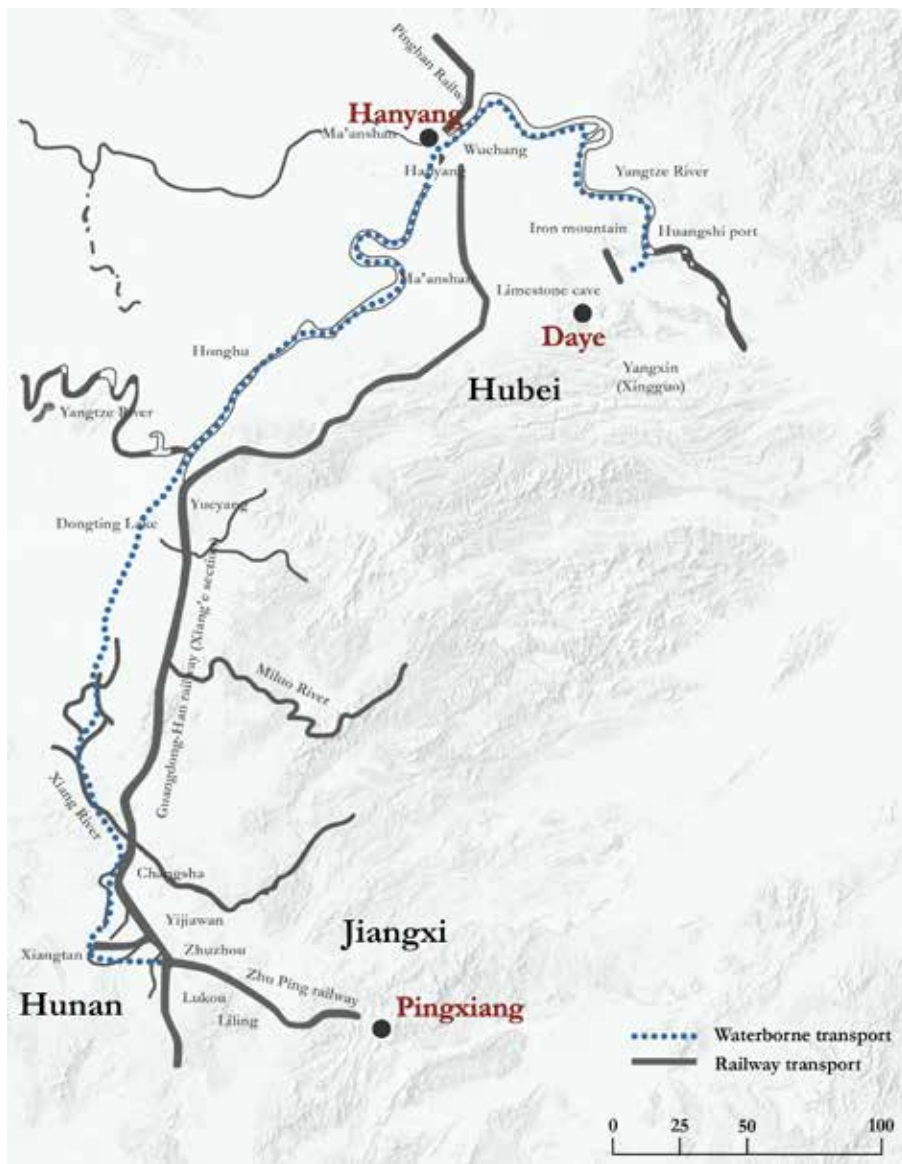 Pinghan Railway
Hanyang
Ma'anshan
Wuchang
Hanyang
Yangtze River
Iron mountain
Huangshi port
Ma'anshan
Limestone cave
Daye
Honghu
Yangxin
(Xingguo)
Hubei
Yangtze River
Yueyang
Dongting Lake
Guangdong-Han railway (Xiang'e section)
Miluo River
Xiang River
Changsha
Yijiawan
Jiangxi
Xiangtan
Zhuzhou
Zhu Ping railway
Hunan
Lukou
Liling
Pingxiang
Waterborne transport
Railway transport
0 25 50 100